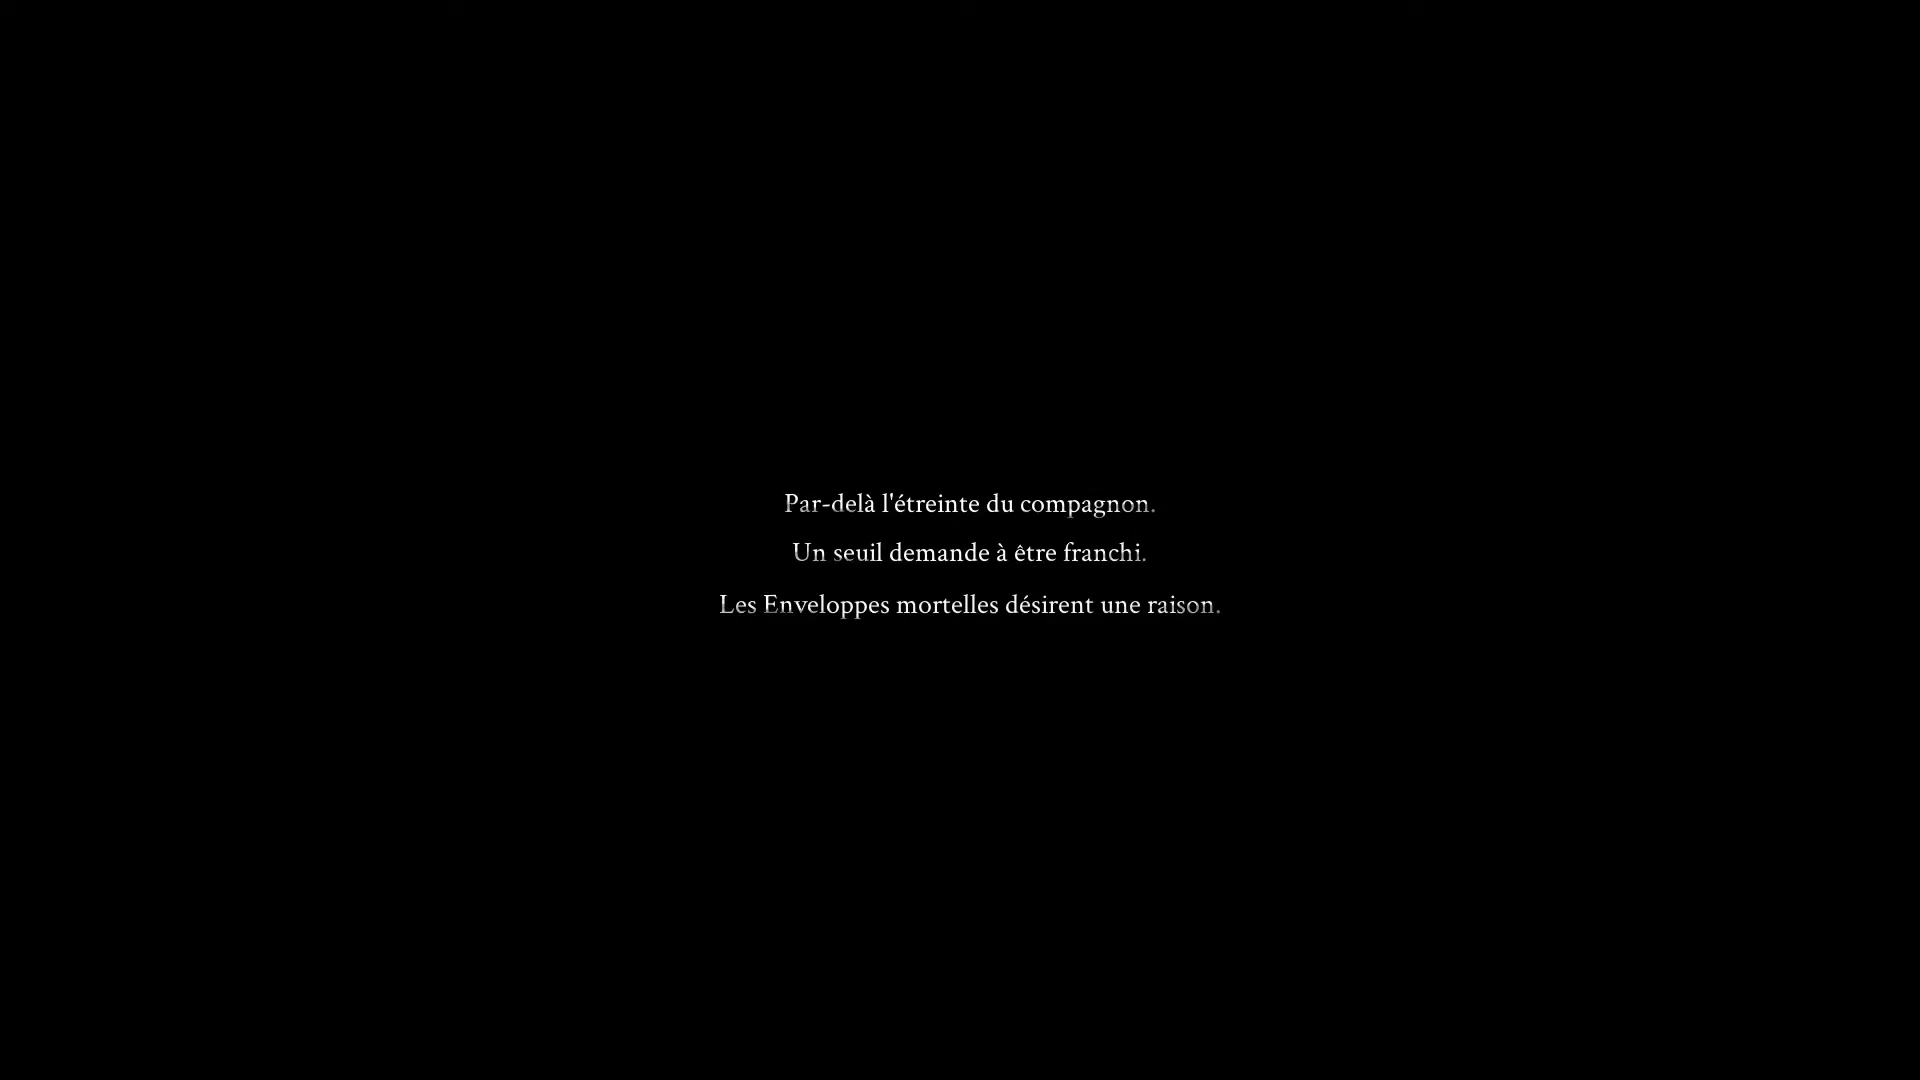 Par-delà l'étreinte du compagnon.
Un seuil demande à être franchi.
Les Enveloppes mortelles désirent une raison.